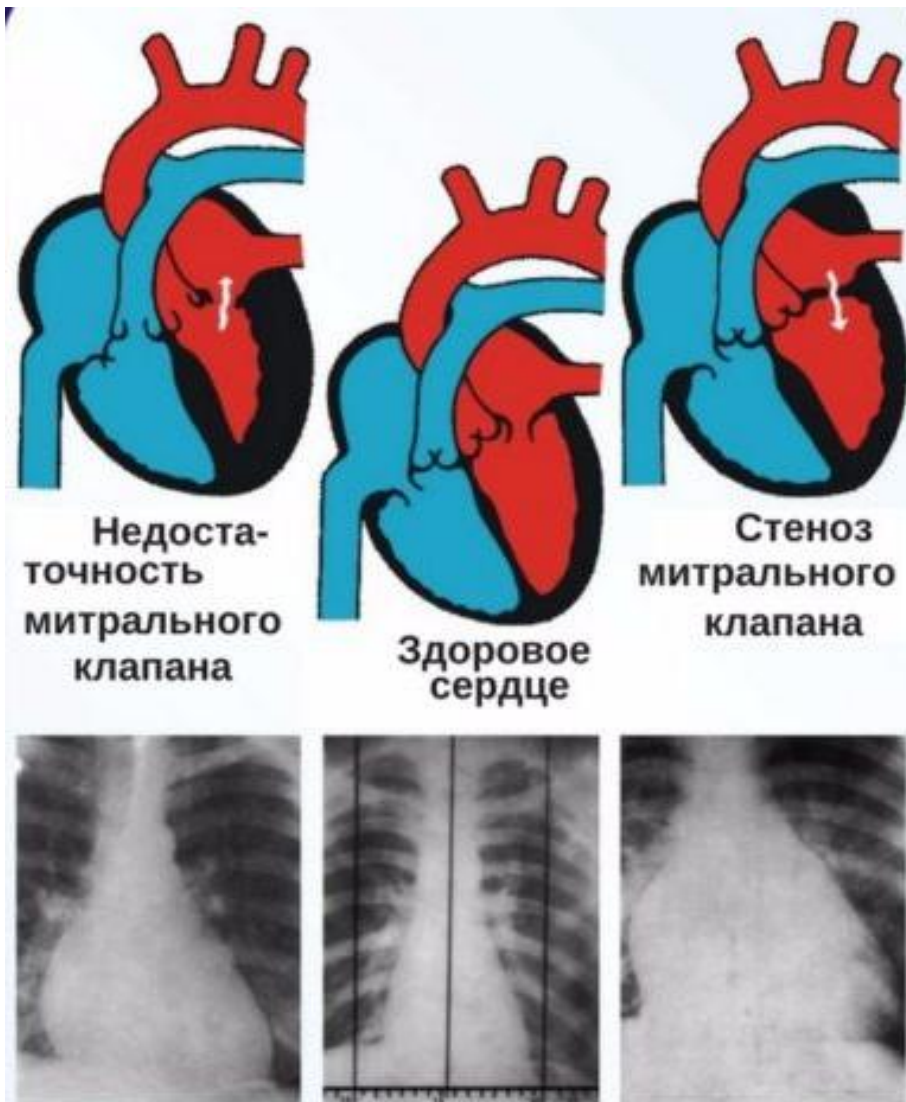 Недоста-
точность
митрального
клапана
Здоровое
сердце
Стеноз
митрального
клапана